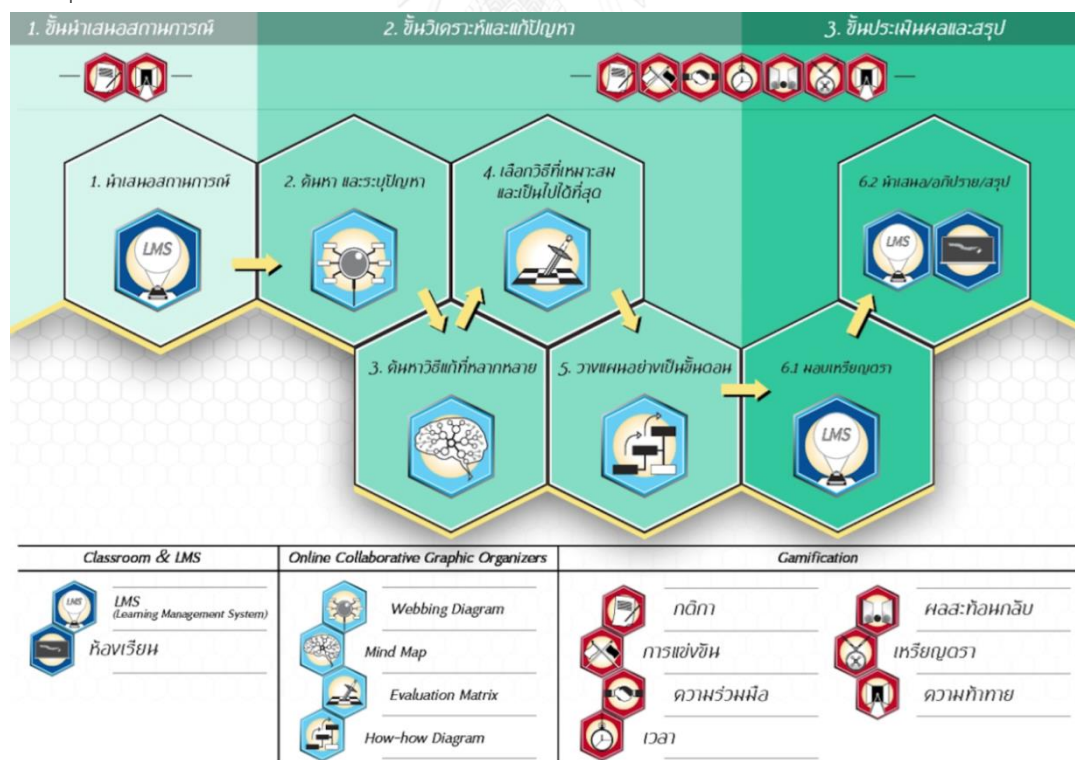 1. ขั้นนำเสนอสถานการณ์
2. ขั้นวิเคราะห์และแก้ปัญหา
3. ขั้นประเมินผลและสรุป
1. นำเสนอสถานการณ์
LMS
2. ค้นหา และระบุปัญหา
4. เลือกวิธีที่เหมาะสม
และเป็นไปได้ที่สุด
6.2 นำเสนอ/อภิปราย/สรุป
LMS
3. ค้นหาวิธีแก้ที่หลากหลาย
5. วางแผนอย่างเป็นขั้นตอน
6.1 มอบเหรียญตรา
LMS
Classroom & LMS
LMS
LMS
(Learning Management System)
ห้องเรียน
Online Collaborative Graphic Organizers
Webbing Diagram
Mind Map
Evaluation Matrix
How-how Diagram
Gamification
กติกา
การแข่งขัน
ความร่วมมือ
เวลา
ผลสะท้อนกลับ
เหรียญตรา
ความท้าทาย